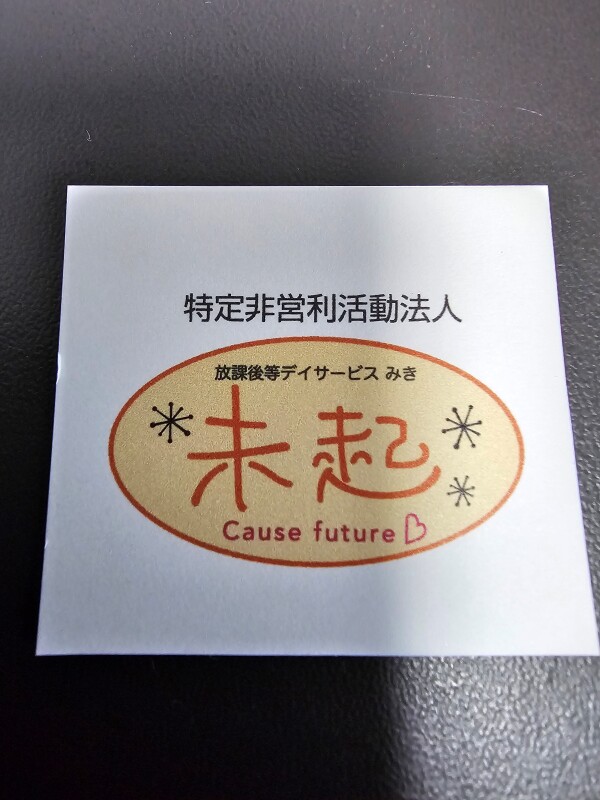 特定非営利活動法人
放課後等デイサービス みき
未起
Cause future